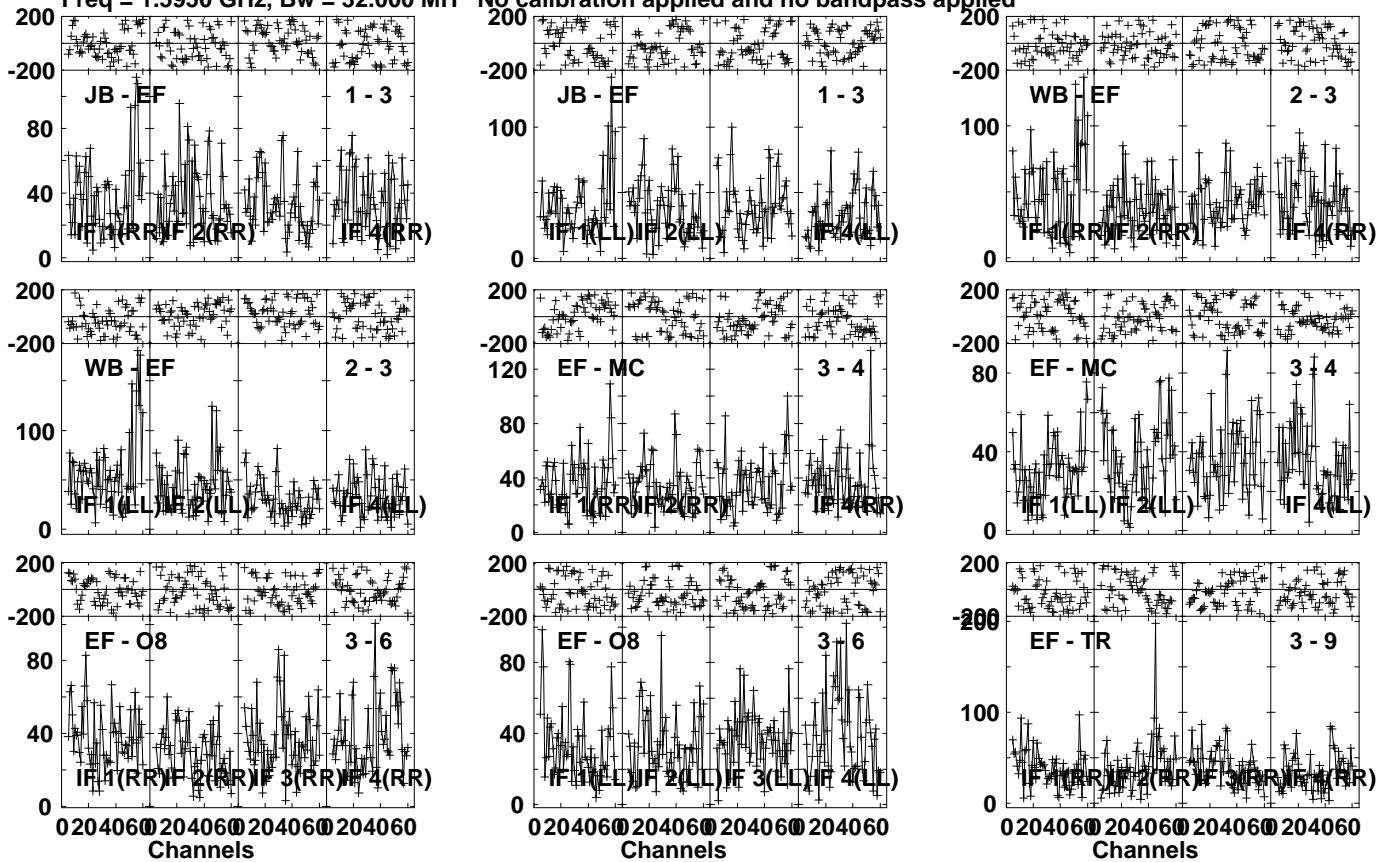 Freq = 1.5950 GHz, Bw = 32.000 MH No calibration applied and no bandpass applied
200
-200
JB - EF 1 - 3
80
40
0
IF 1(RR) IF 2(RR) IF 4(RR)
200
-200
JB - EF 1 - 3
100
0
IF 1(LL) IF 2(LL) IF 4(LL)
200
-200
WB - EF 2 - 3
100
0
IF 1(RR) IF 2(RR) IF 4(RR)
200
-200
WB - EF 2 - 3
100
0
IF 1(LL) IF 2(LL) IF 4(LL)
200
-200
EF - MC 3 - 4
120
80
40
0
IF 1(RR) IF 2(RR) IF 4(RR)
200
-200
EF - MC 3 - 4
80
40
0
IF 1(LL) IF 2(LL) IF 4(LL)
200
-200
EF - O8 3 - 6
80
40
0
IF 1(RR) IF 2(RR) IF 3(RR) IF 4(RR)
0 20 40 60 0 20 40 60 0 20 40 60 0 20 40 60
Channels
200
-200
EF - O8 3 - 6
80
40
0
IF 1(LL) IF 2(LL) IF 3(LL) IF 4(LL)
0 20 40 60 0 20 40 60 0 20 40 60 0 20 40 60
Channels
200
-200
200
EF - TR 3 - 9
100
0
IF 1(RR) IF 2(RR) IF 3(RR) IF 4(RR)
0 20 40 60 0 20 40 60 0 20 40 60 0 20 40 60
Channels